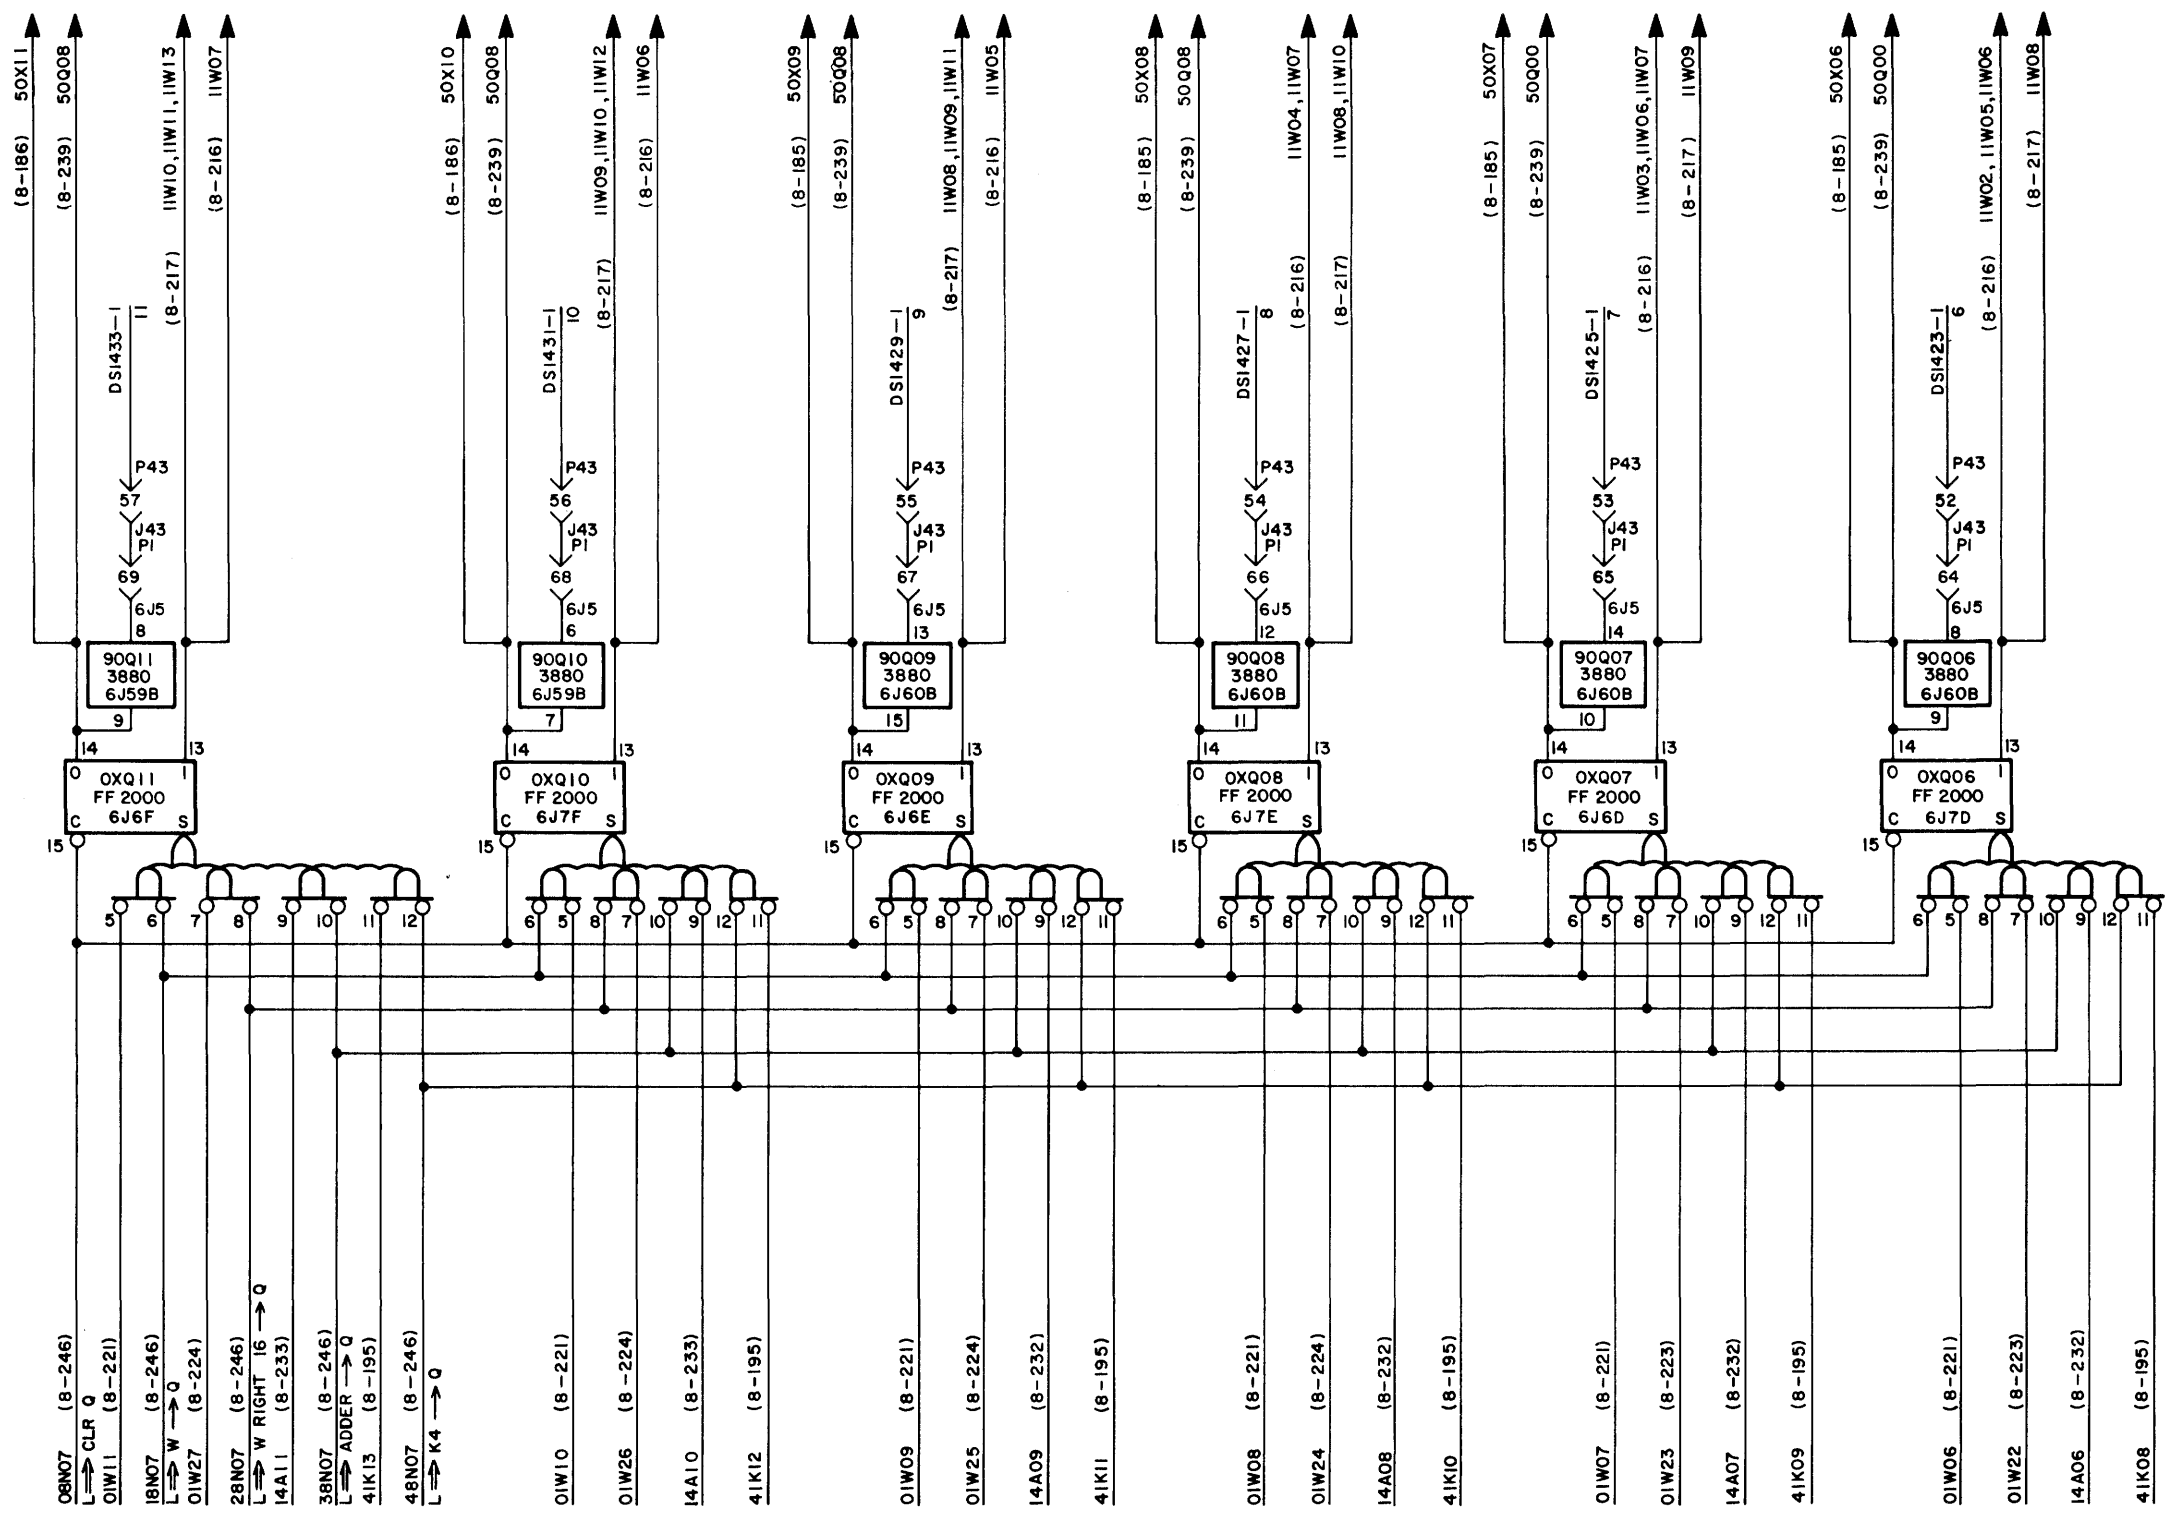 50X11 (8-186)
50Q08 (8-239)
11W10,11W11,11W13 (8-217)
11W07 (8-216)
DS1433-1
11
P43
57
J43
P1
69
6J5
8
90Q11
3880
6J59B
9
14
13
0 1
0XQ11
FF 2000
6J6F
C S
15
5 6 7 8 9 10 11 12
50X10 (8-186)
50Q08 (8-239)
11W09,11W10,11W12 (8-217)
11W06 (8-216)
DS1431-1
10
P43
56
J43
P1
68
6J5
6
90Q10
3880
6J59B
7
14
13
0 1
0XQ10
FF 2000
6J7F
C S
15
6 5 8 7 10 9 12 11
50X09 (8-185)
50Q08 (8-239)
11W08,11W09,11W11 (8-217)
11W05 (8-216)
DS1429-1
9
P43
55
J43
P1
67
6J5
13
90Q09
3880
6J60B
15
14
13
0 1
0XQ09
FF 2000
6J6E
C S
15
6 5 8 7 10 9 12 11
50X08 (8-185)
50Q08 (8-239)
11W04,11W07 (8-216)
11W08,11W10 (8-217)
DS1427-1
8
P43
54
J43
P1
66
6J5
12
90Q08
3880
6J60B
11
14
13
0 1
0XQ08
FF 2000
6J7E
C S
15
6 5 8 7 10 9 12 11
50X07 (8-185)
50Q00 (8-239)
11W03,11W06,11W07 (8-216)
11W09 (8-217)
DS1425-1
7
P43
53
J43
P1
65
6J5
14
90Q07
3880
6J60B
10
14
13
0 1
0XQ07
FF 2000
6J6D
C S
15
6 5 8 7 10 9 12 11
50X06 (8-185)
50Q00 (8-239)
11W02,11W05,11W06 (8-216)
11W08 (8-217)
DS1423-1
6
P43
52
J43
P1
64
6J5
8
90Q06
3880
6J60B
9
14
13
0 1
0XQ06
FF 2000
6J7D
C S
15
6 5 8 7 10 9 12 11
08N07 (8-246)
L⇒CLR Q
01W11 (8-221)
18N07 (8-246)
L⇒W→Q
01W27 (8-224)
28N07 (8-246)
L⇒W RIGHT 16→Q
14A11 (8-233)
38N07 (8-246)
L⇒ADDER→Q
41K13 (8-195)
48N07 (8-246)
L⇒K4→Q
01W10 (8-221)
01W26 (8-224)
14A10 (8-233)
41K12 (8-195)
01W09 (8-221)
01W25 (8-224)
14A09 (8-232)
41K11 (8-195)
01W08 (8-221)
01W24 (8-224)
14A08 (8-232)
41K10 (8-195)
01W07 (8-221)
01W23 (8-223)
14A07 (8-232)
41K09 (8-195)
01W06 (8-221)
01W22 (8-223)
14A06 (8-232)
41K08 (8-195)